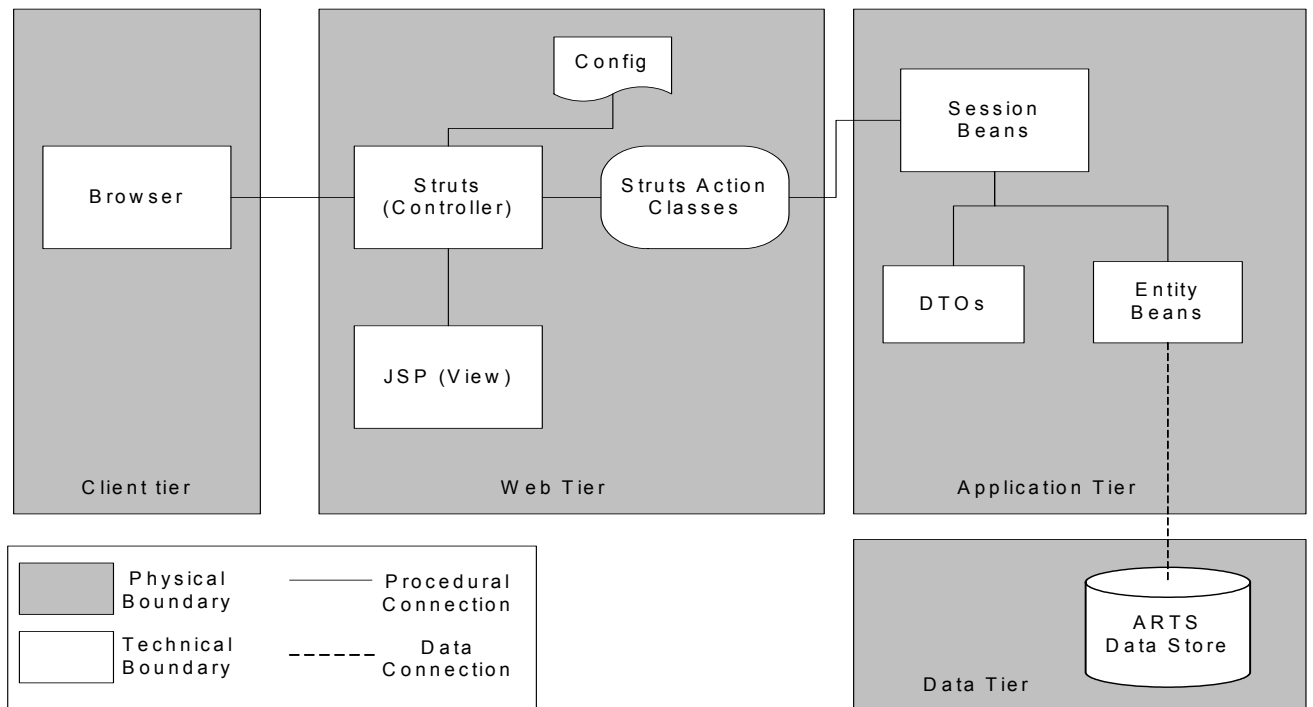 Config
Session
Beans
Browser
Struts
(Controller)
Struts Action
Classes
DTOs
Entity
Beans
JSP (View)
Client tier
Web Tier
Application Tier
Physical
Boundary
Procedural
Connection
Technical
Boundary
Data
Connection
ARTS
Data Store
Data Tier